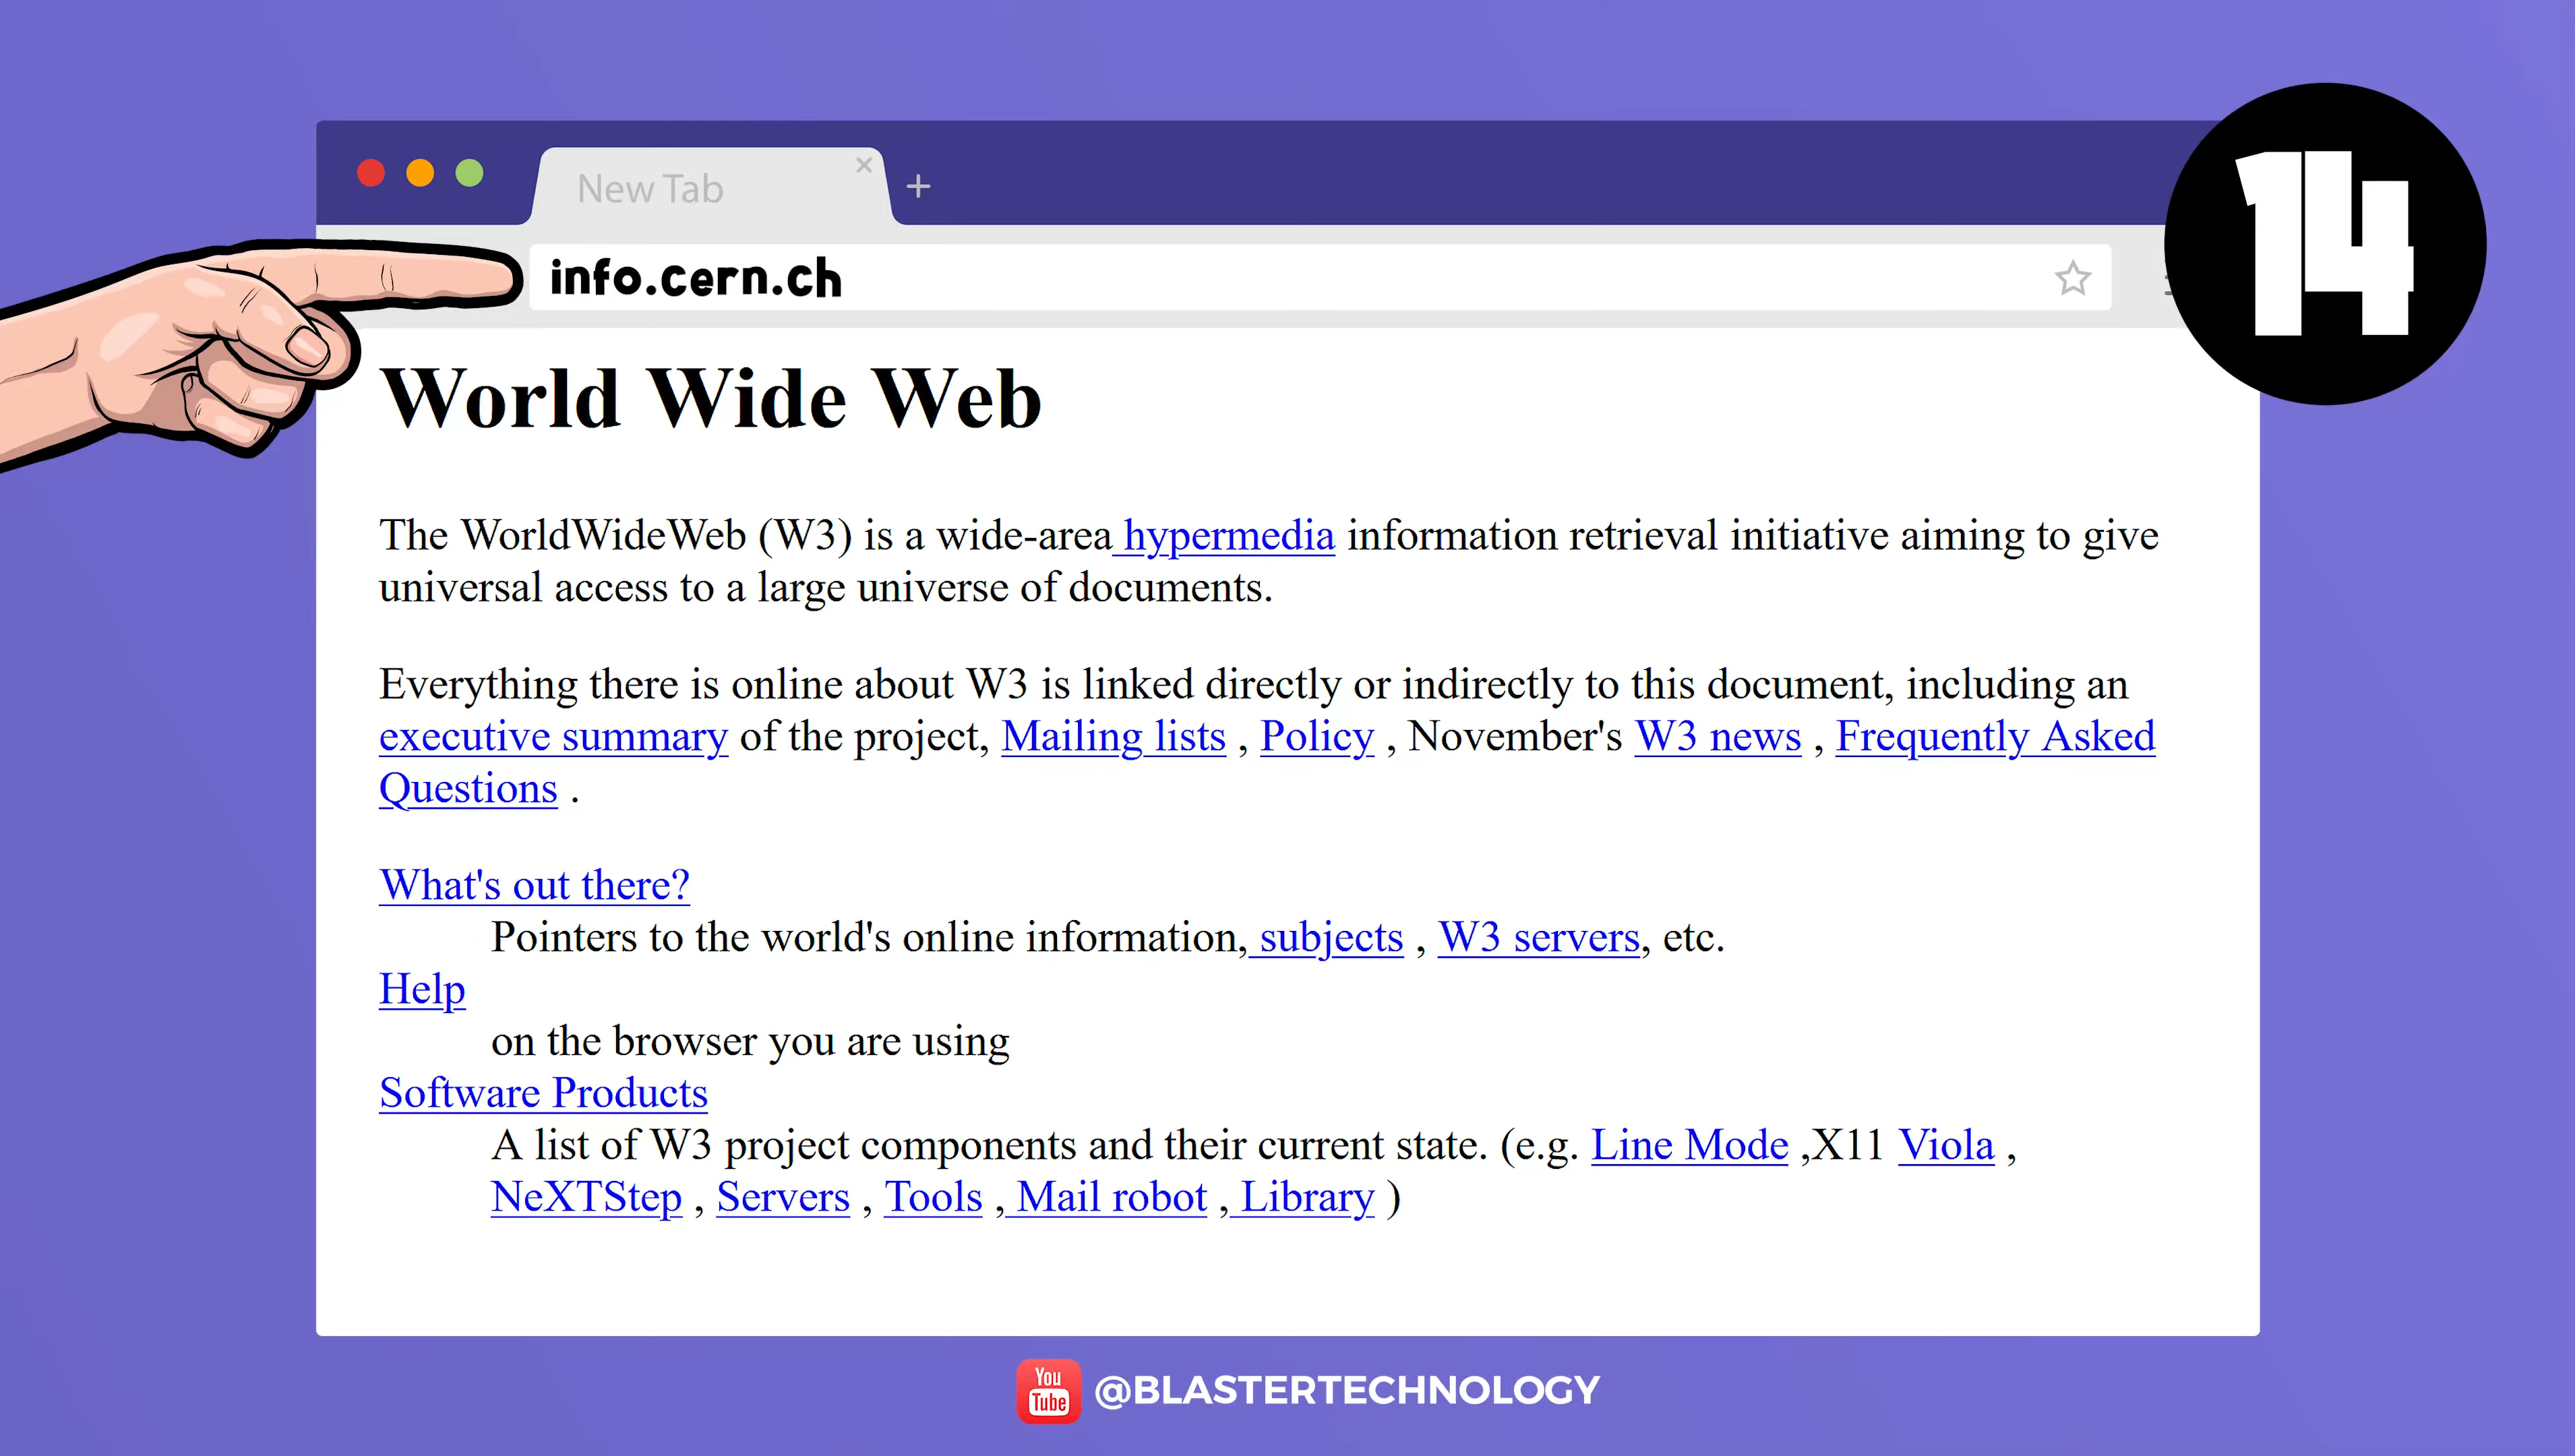 New Tab
14
info.cern.ch
World Wide Web
The WorldWideWeb (W3) is a wide-area hypermedia information retrieval initiative aiming to give
universal access to a large universe of documents.
Everything there is online about W3 is linked directly or indirectly to this document, including an
executive summary of the project, Mailing lists , Policy , November's W3 news , Frequently Asked
Questions .
What's out there?
Pointers to the world's online information, subjects , W3 servers, etc.
Help
on the browser you are using
Software Products
A list of W3 project components and their current state. (e.g. Line Mode ,X11 Viola ,
NeXTStep , Servers , Tools , Mail robot , Library )
You
Tube
@BLASTERTECHNOLOGY